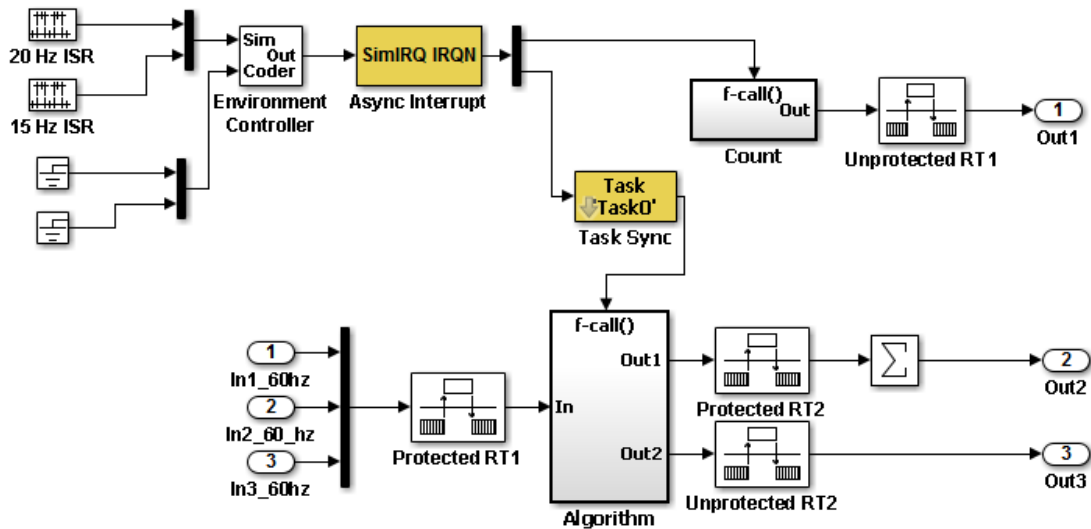 20 Hz ISR
15 Hz ISR
Sim
Out
Coder
Environment
Controller
SimIRQ IRQN
Async Interrupt
f-call()
Out
Count
Unprotected RT1
1
Out1
Task
'Task0'
Task Sync
1
In1_60hz
2
In2_60_hz
3
In3_60hz
Protected RT1
f-call()
In
Out1
Out2
Algorithm
Protected RT2
Σ
2
Out2
Unprotected RT2
3
Out3